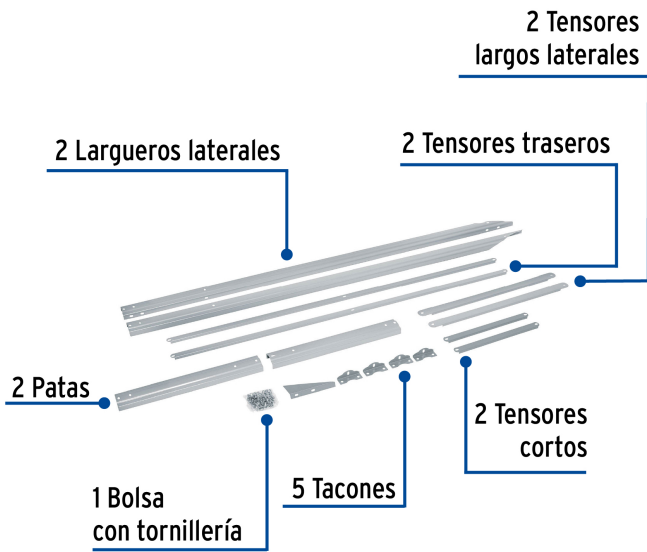 2 Tensores
largos laterales
2 Largueros laterales
2 Tensores traseros
2 Patas
2 Tensores
cortos
5 Tacones
1 Bolsa
con tornillería